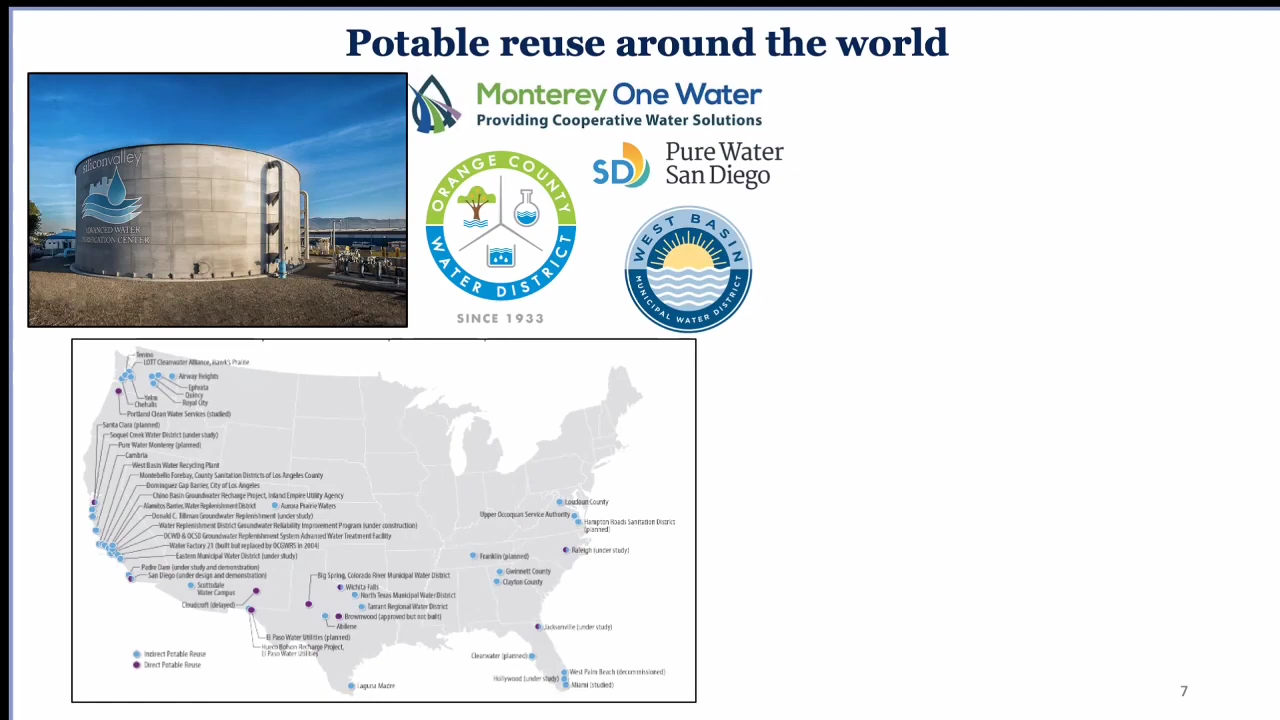 Potable reuse around the world
siliconvalley
ADVANCED WATER
PURIFICATION CENTER
Monterey One Water
Providing Cooperative Water Solutions
ORANGE COUNTY
WATER DISTRICT
SINCE 1933
SD
Pure Water
San Diego
WEST BASIN
MUNICIPAL WATER DISTRICT
Tenino
LOTT Clearwater Alliance, Hawk's Prairie
Airway Heights
Ephrata
Quincy
Royal City
Yelm
Chehalis
Portland Clean Water Services (studied)
Santa Clara (planned)
Soquel Creek Water District (under study)
Pure Water Monterey (planned)
Cambria
West Basin Water Recycling Plant
Montebello Forebay, County Sanitation Districts of Los Angeles County
Dominguez Gap Barrier, City of Los Angeles
Chino Basin Groundwater Recharge Project, Inland Empire Utility Agency
Alamitos Barrier, Water Replenishment District
Aurora Prairie Waters
Donald C. Tillman Groundwater Replenishment (under study)
Water Replenishment District Groundwater Reliability Improvement Program (under construction)
OCWD & OCSD Groundwater Replenishment System Advanced Water Treatment Facility
Water Factory 21 (built but replaced by OCGWRS in 2004)
Eastern Municipal Water District (under study)
Padre Dam (under study and demonstration)
San Diego (under design and demonstration)
Scottsdale
Water Campus
Cloudcroft (delayed)
Big Spring, Colorado River Municipal Water District
Wichita Falls
North Texas Municipal Water District
Tarrant Regional Water District
Brownwood (approved but not built)
Abilene
El Paso Water Utilities (planned)
Hueco Bolson Recharge Project,
El Paso Water Utilities
Laguna Madre
Loudoun County
Upper Occoquan Service Authority
Hampton Roads Sanitation District
(planned)
Raleigh (under study)
Franklin (planned)
Gwinnett County
Clayton County
Jacksonville (under study)
Clearwater (planned)
West Palm Beach (decommissioned)
Hollywood (under study)
Miami (studied)
Indirect Potable Reuse
Direct Potable Reuse
7